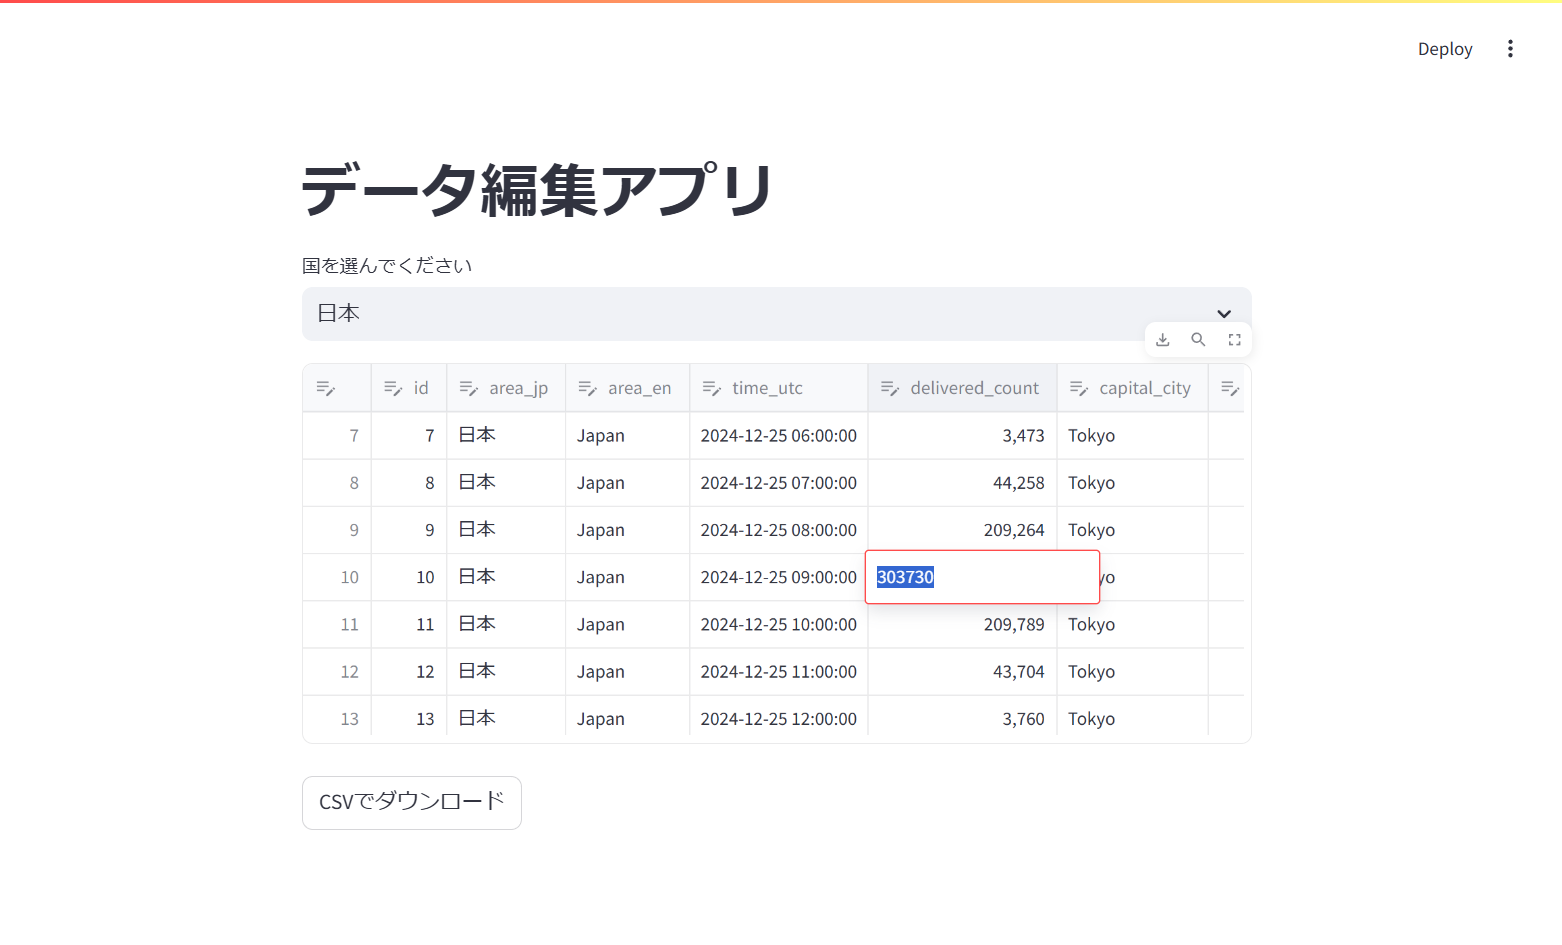 Deploy
データ編集アプリ
国を選んでください
日本
id area_jp area_en time_utc delivered_count capital_city
7 7 日本 Japan 2024-12-25 06:00:00 3,473 Tokyo
8 8 日本 Japan 2024-12-25 07:00:00 44,258 Tokyo
9 9 日本 Japan 2024-12-25 08:00:00 209,264 Tokyo
10 10 日本 Japan 2024-12-25 09:00:00 303730 yo
11 11 日本 Japan 2024-12-25 10:00:00 209,789 Tokyo
12 12 日本 Japan 2024-12-25 11:00:00 43,704 Tokyo
13 13 日本 Japan 2024-12-25 12:00:00 3,760 Tokyo
CSVでダウンロード